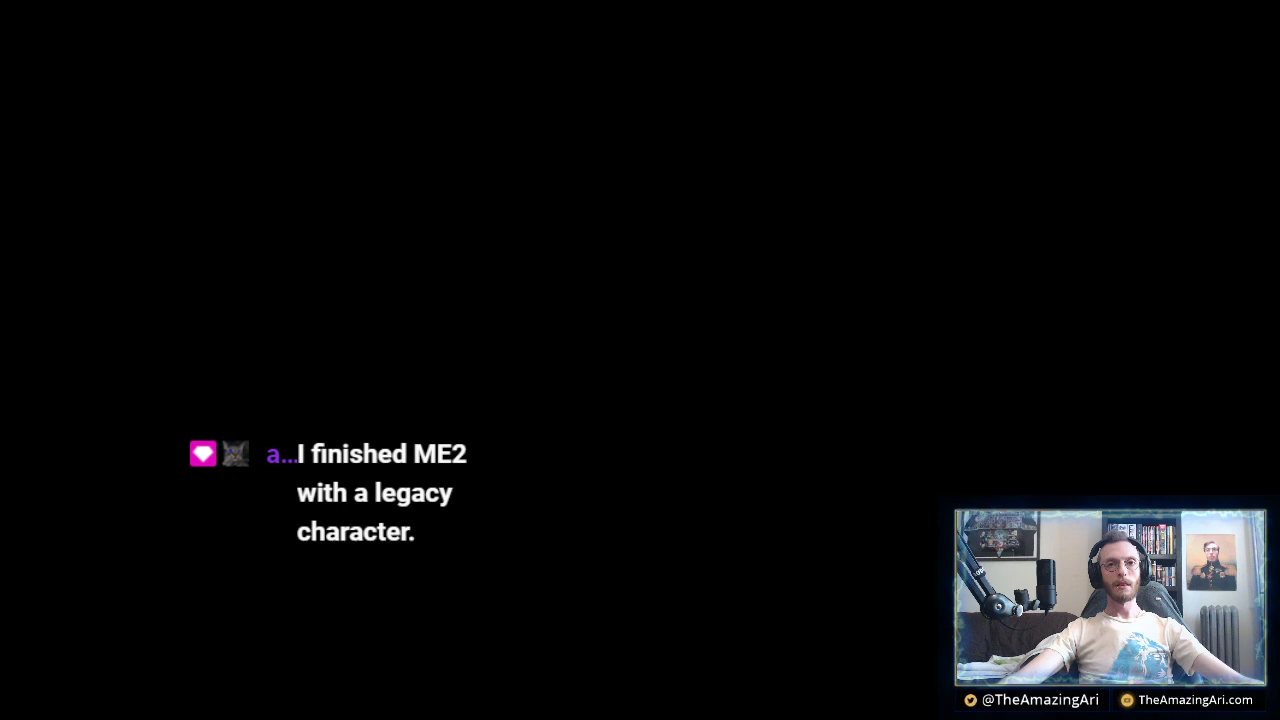 a...I finished ME2
with a legacy
character.
@TheAmazingAri
TheAmazingAri.com